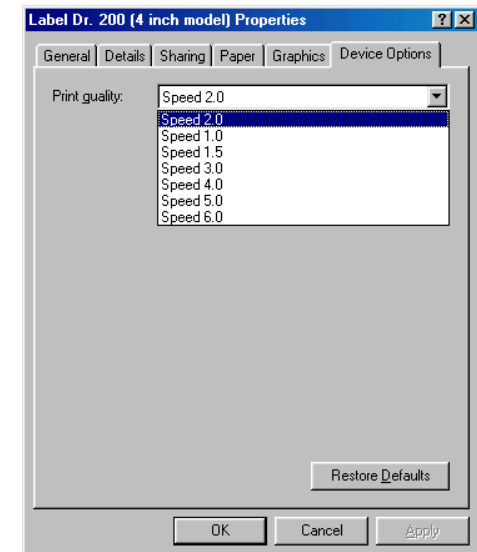 Label Dr. 200 (4 inch model) Properties
General Details Sharing Paper Graphics Device Options
Print quality: Speed 2.0
Speed 2.0
Speed 1.0
Speed 1.5
Speed 3.0
Speed 4.0
Speed 5.0
Speed 6.0
Restore Defaults
OK Cancel Apply